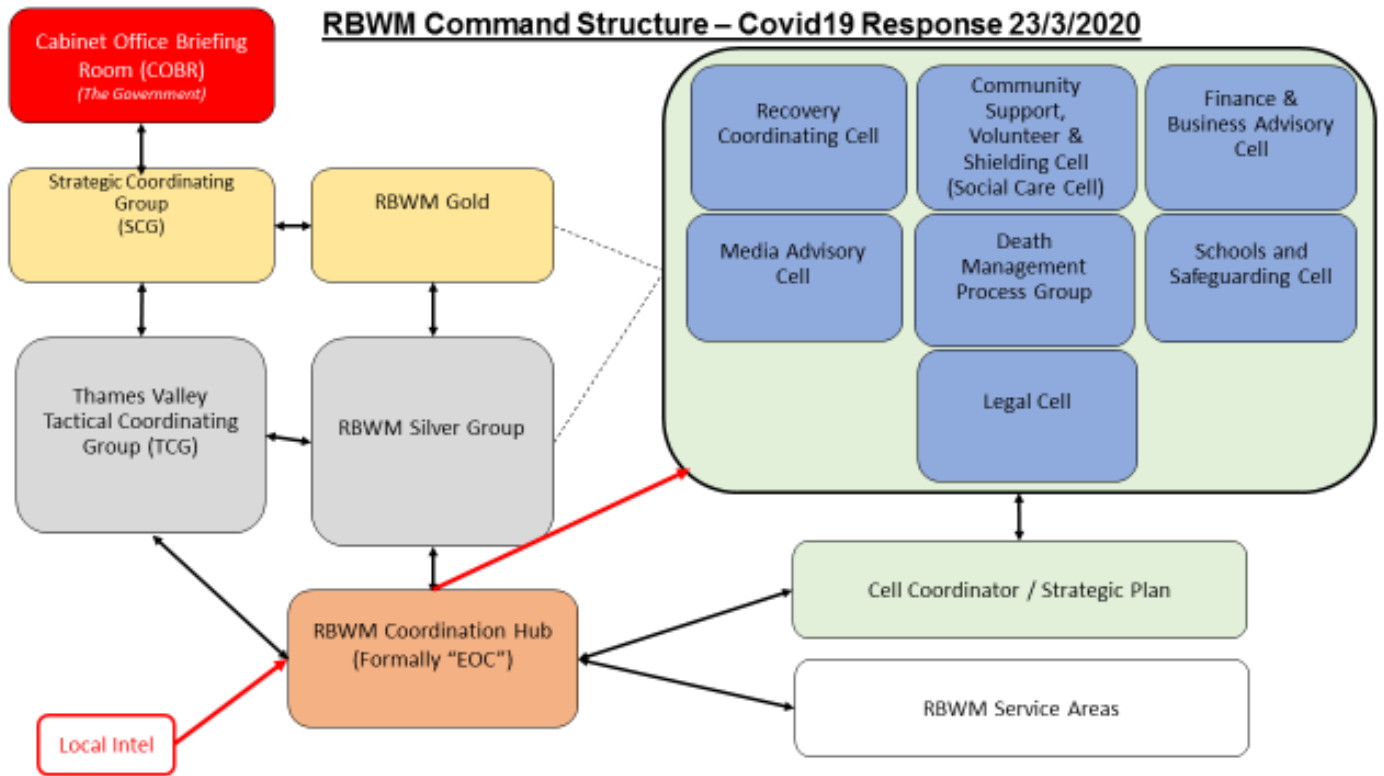 RBWM Command Structure – Covid19 Response 23/3/2020
Cabinet Office Briefing
Room (COBR)
(The Government)
Strategic Coordinating
Group
(SCG)
RBWM Gold
Thames Valley
Tactical Coordinating
Group (TCG)
RBWM Silver Group
Recovery
Coordinating Cell
Community
Support,
Volunteer &
Shielding Cell
(Social Care Cell)
Finance &
Business Advisory
Cell
Media Advisory
Cell
Death
Management
Process Group
Schools and
Safeguarding Cell
Legal Cell
RBWM Coordination Hub
(Formally “EOC”)
Cell Coordinator / Strategic Plan
RBWM Service Areas
Local Intel